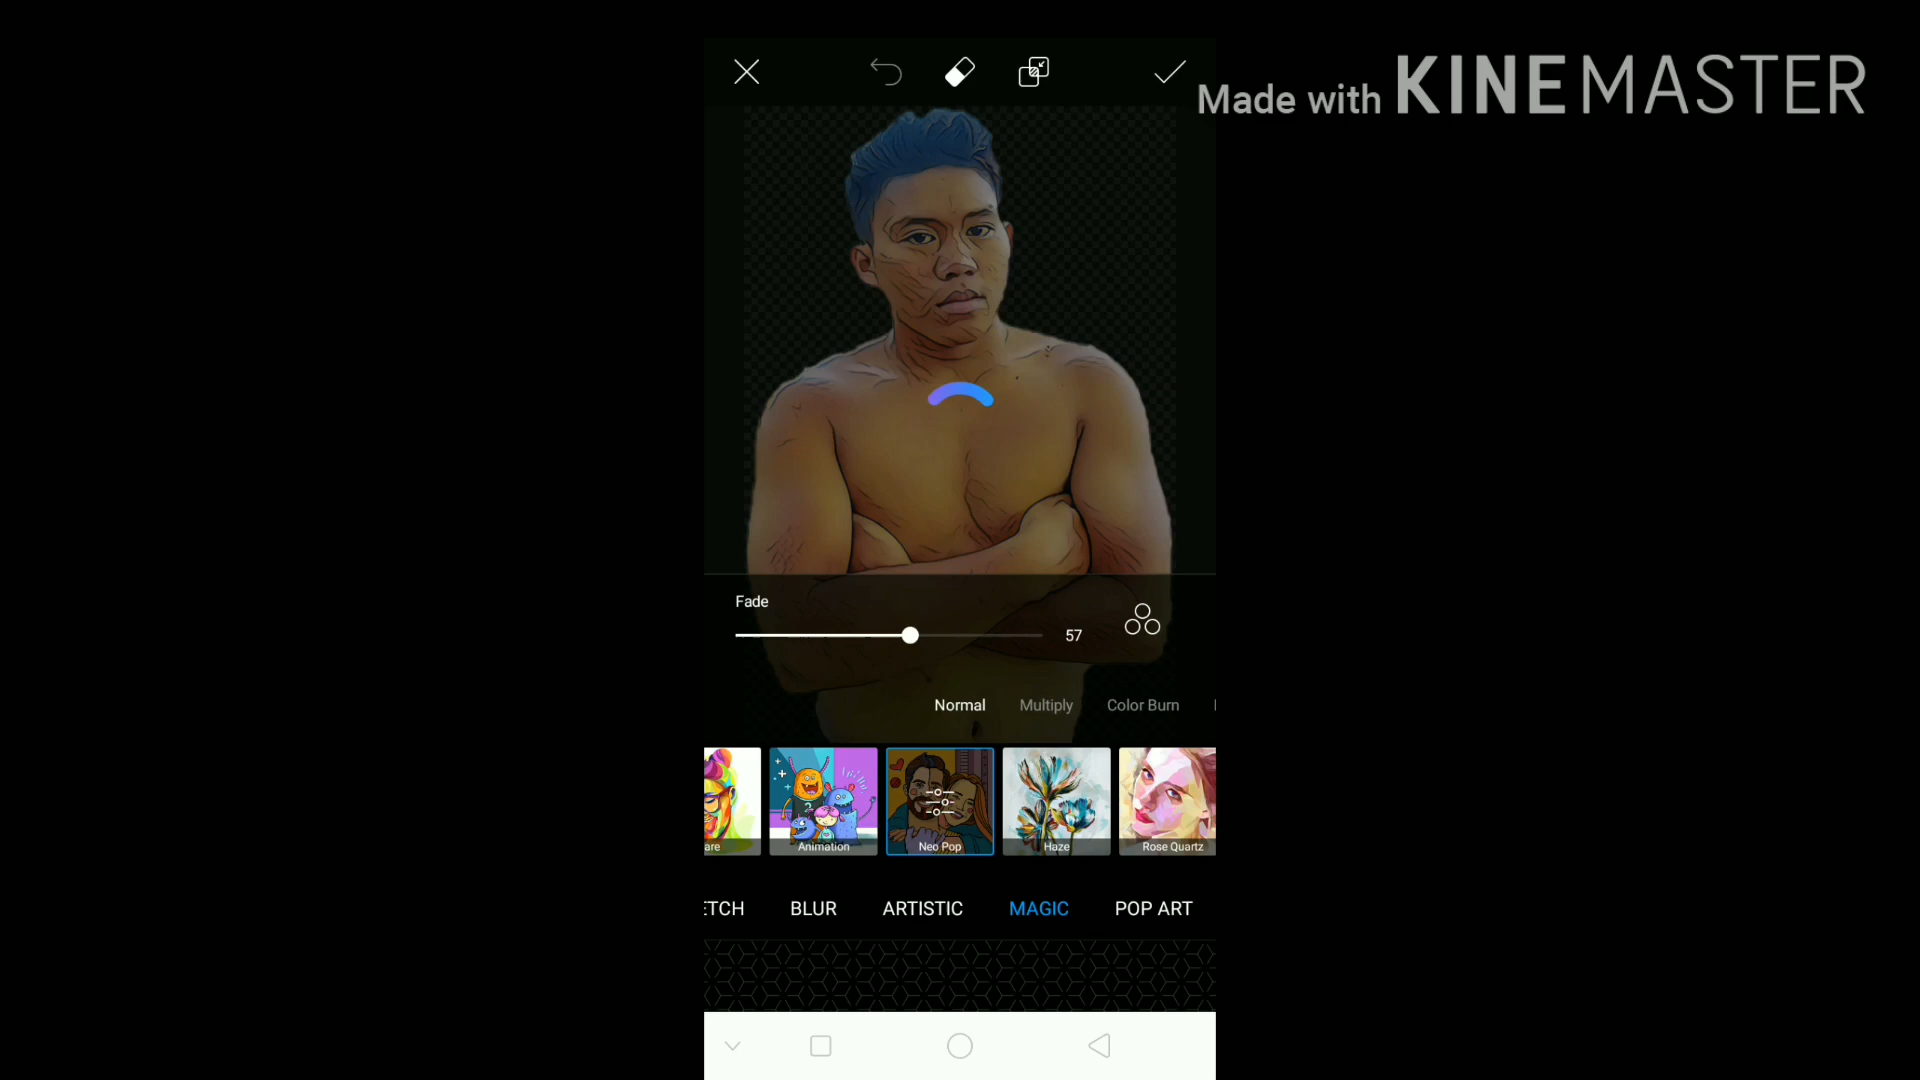 Made with KINEMASTER
Fade
57
Normal Multiply Color Burn
are Animation Neo Pop Haze Rose Quartz
ETCH BLUR ARTISTIC MAGIC POP ART